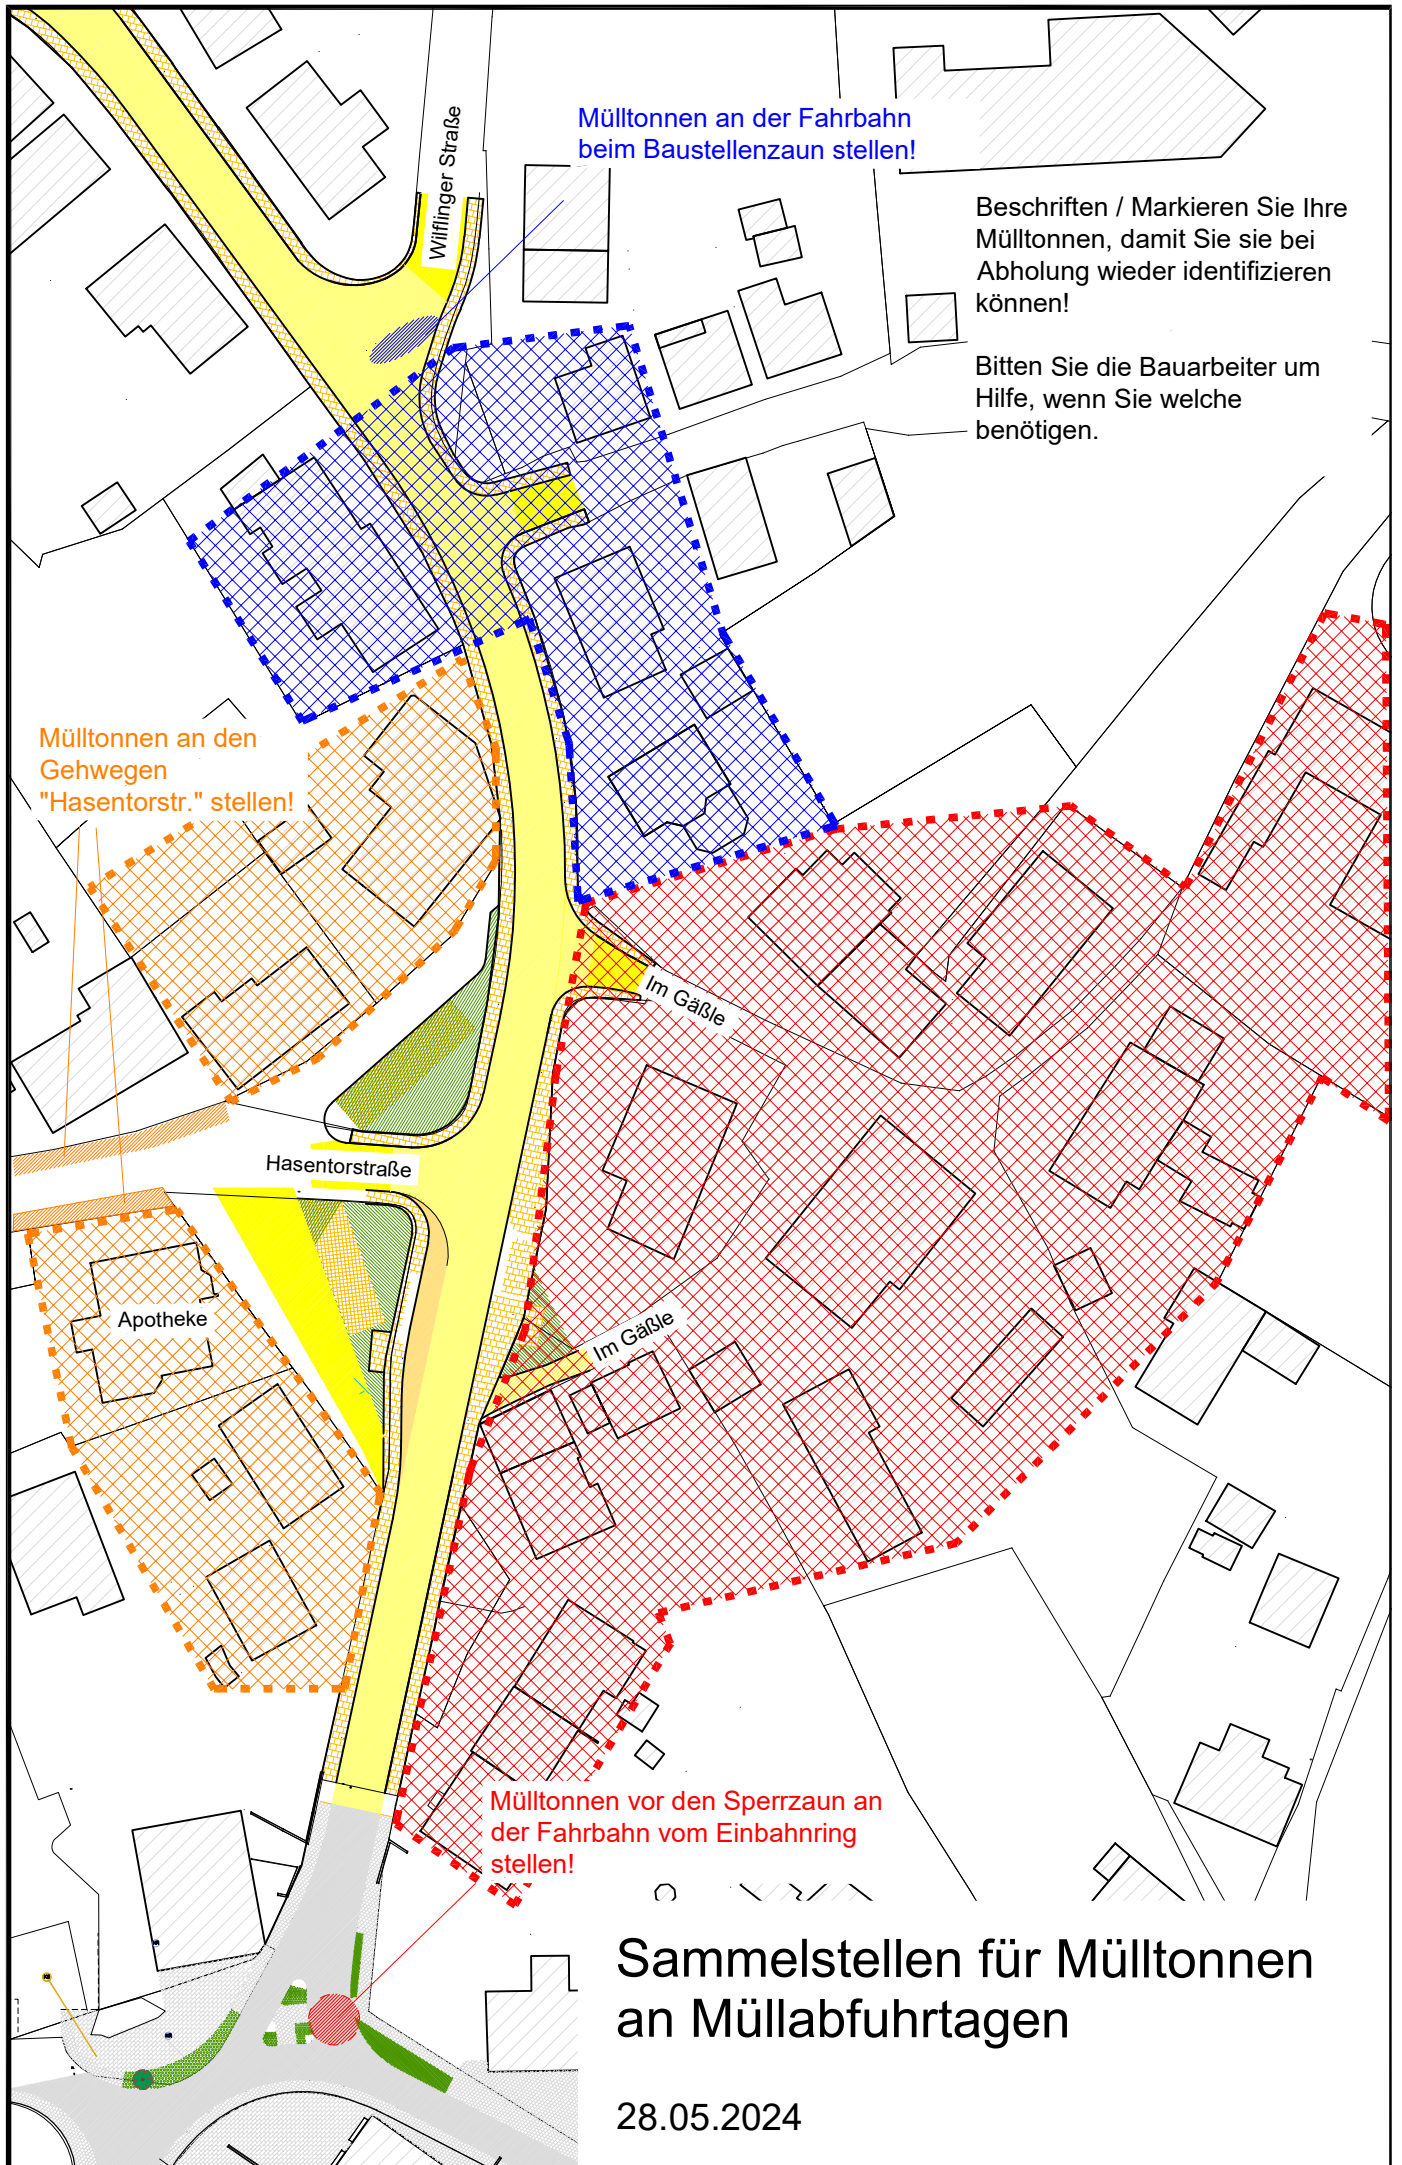 Mülltonnen an der Fahrbahn
beim Baustellenzaun stellen!
Wilflinger Straße
Beschriften / Markieren Sie Ihre
Mülltonnen, damit Sie sie bei
Abholung wieder identifizieren
können!
Bitten Sie die Bauarbeiter um
Hilfe, wenn Sie welche
benötigen.
Mülltonnen an den
Gehwegen
"Hasentorstr." stellen!
Im Gäßle
Hasentorstraße
Apotheke
Im Gäßle
Mülltonnen vor den Sperrzaun an
der Fahrbahn vom Einbahnring
stellen!
Sammelstellen für Mülltonnen
an Müllabfuhrtagen
28.05.2024